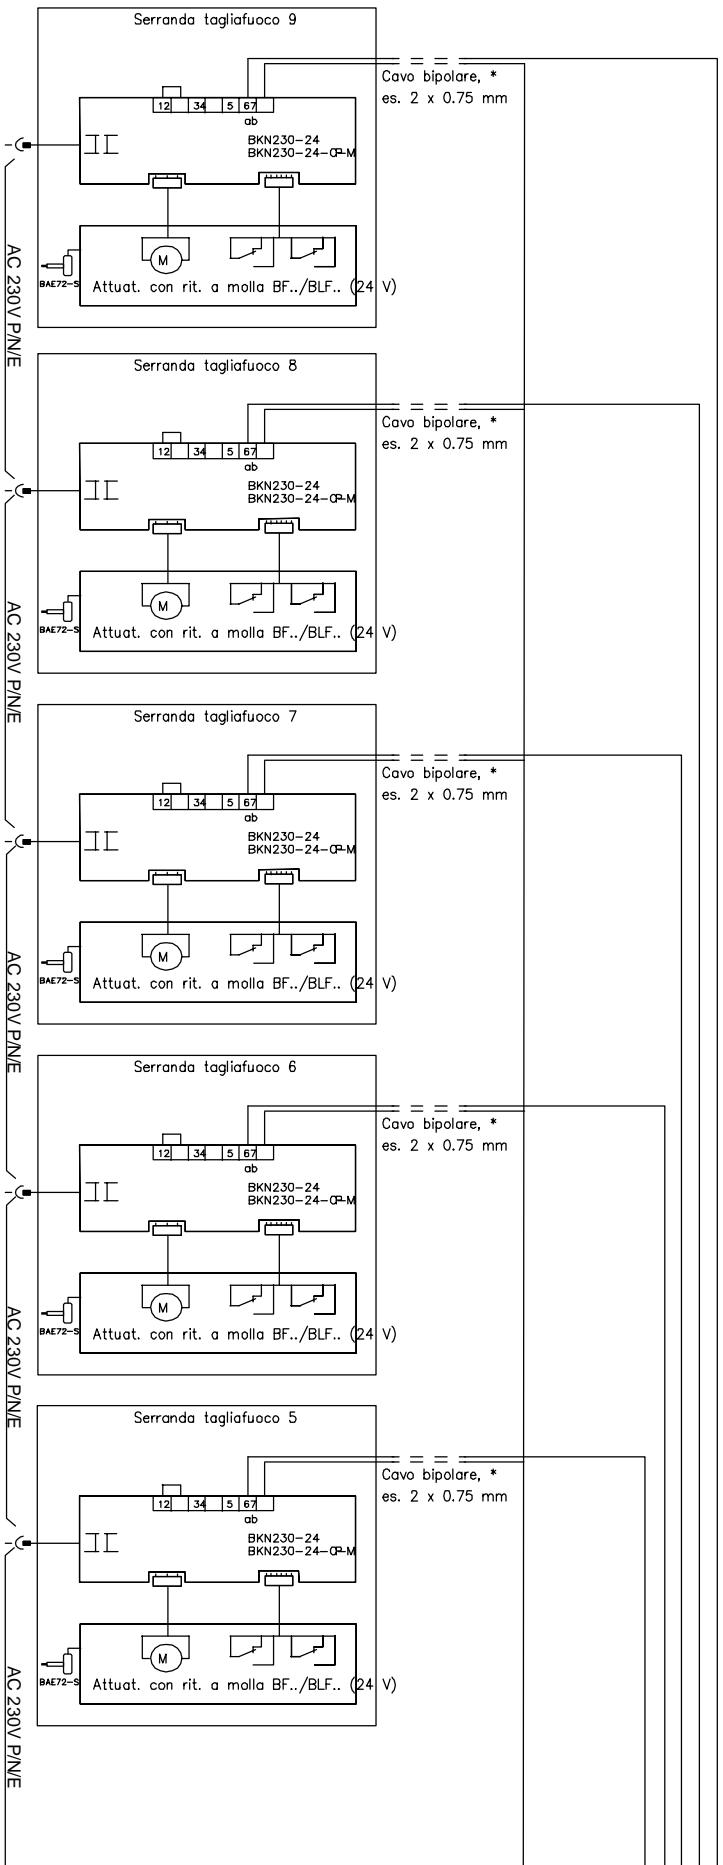 Serranda tagliafuoco 9
Cavo bipolare, *
es. 2 x 0.75 mm
12 34 5 67
ab
BKN230-24
BKN230-24-C-MP
BAE72-S
M
Attuat. con rit. a molla BF../BLF.. (24 V)
AC 230V P/N/E
Serranda tagliafuoco 8
Cavo bipolare, *
es. 2 x 0.75 mm
12 34 5 67
ab
BKN230-24
BKN230-24-C-MP
BAE72-S
M
Attuat. con rit. a molla BF../BLF.. (24 V)
AC 230V P/N/E
Serranda tagliafuoco 7
Cavo bipolare, *
es. 2 x 0.75 mm
12 34 5 67
ab
BKN230-24
BKN230-24-C-MP
BAE72-S
M
Attuat. con rit. a molla BF../BLF.. (24 V)
AC 230V P/N/E
Serranda tagliafuoco 6
Cavo bipolare, *
es. 2 x 0.75 mm
12 34 5 67
ab
BKN230-24
BKN230-24-C-MP
BAE72-S
M
Attuat. con rit. a molla BF../BLF.. (24 V)
AC 230V P/N/E
Serranda tagliafuoco 5
Cavo bipolare, *
es. 2 x 0.75 mm
12 34 5 67
ab
BKN230-24
BKN230-24-C-MP
BAE72-S
M
Attuat. con rit. a molla BF../BLF.. (24 V)
AC 230V P/N/E